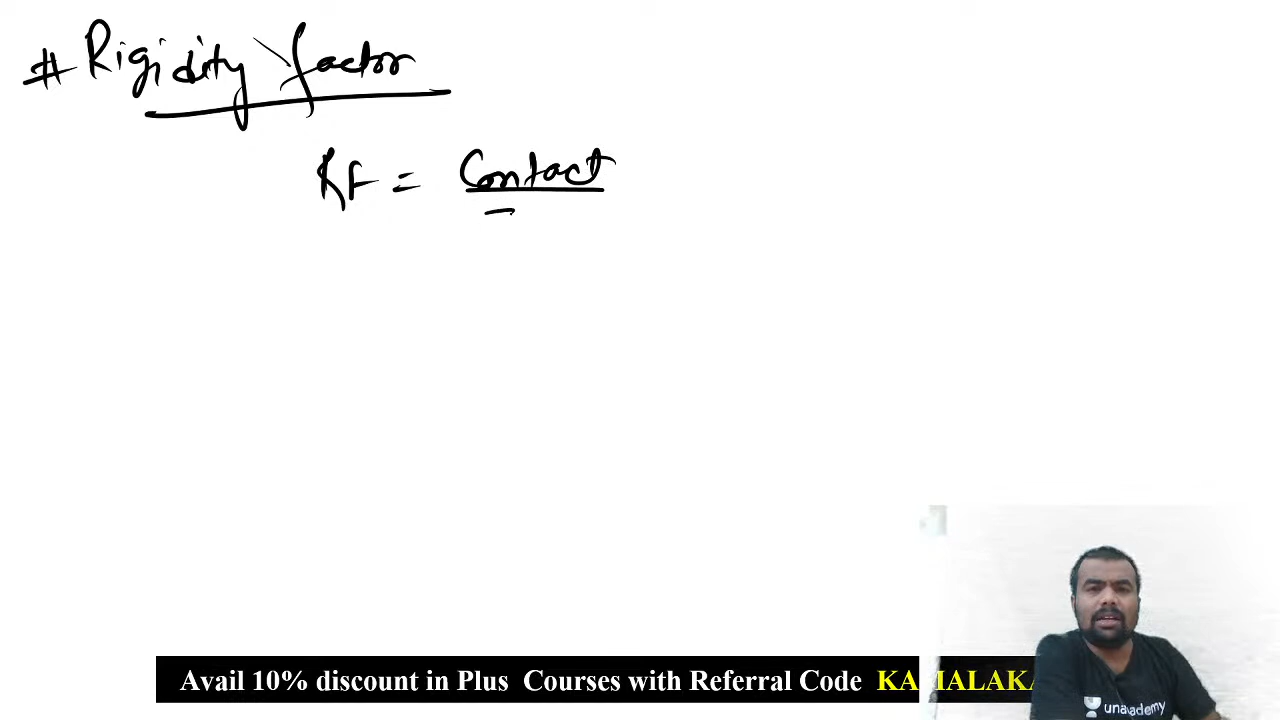 # Rigidity factor
RF = Contact
Avail 10% discount in Plus Courses with Referral Code
unacademy